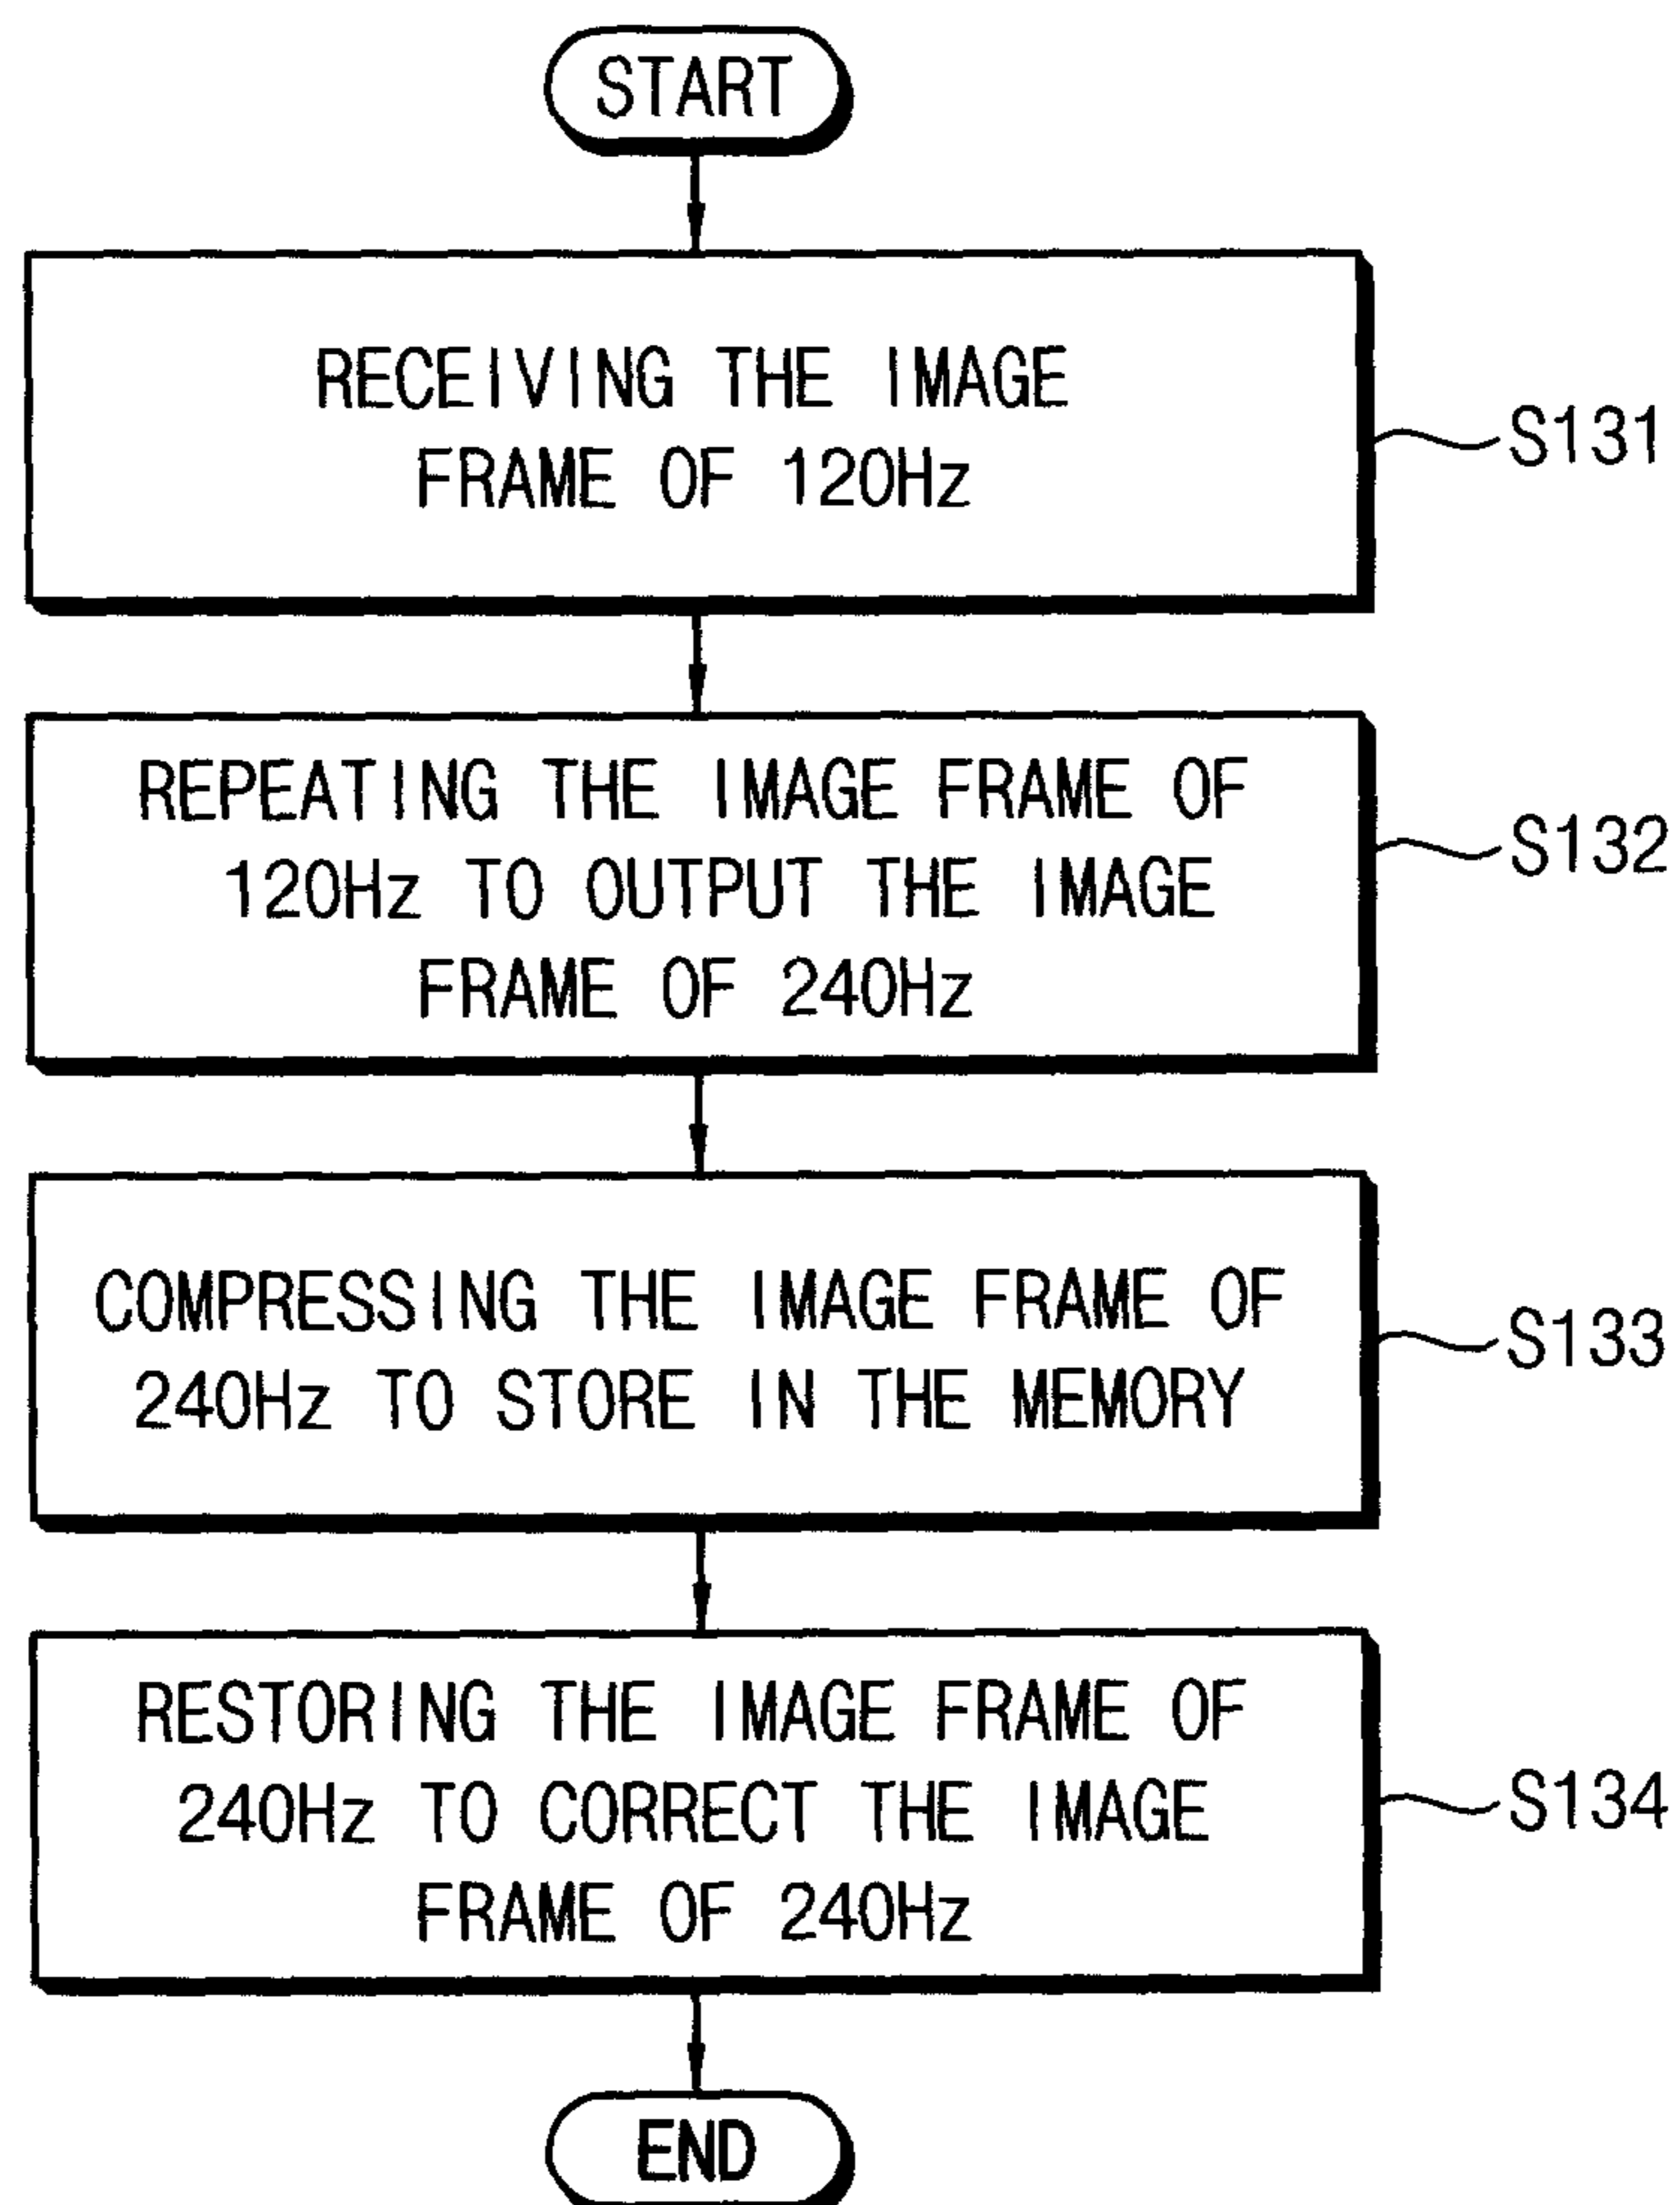 START
RECEIVING THE IMAGE
FRAME OF 120Hz
S131
REPEATING THE IMAGE FRAME OF
120Hz TO OUTPUT THE IMAGE
FRAME OF 240Hz
S132
COMPRESSING THE IMAGE FRAME OF
240Hz TO STORE IN THE MEMORY
S133
RESTORING THE IMAGE FRAME OF
240Hz TO CORRECT THE IMAGE
FRAME OF 240Hz
S134
END